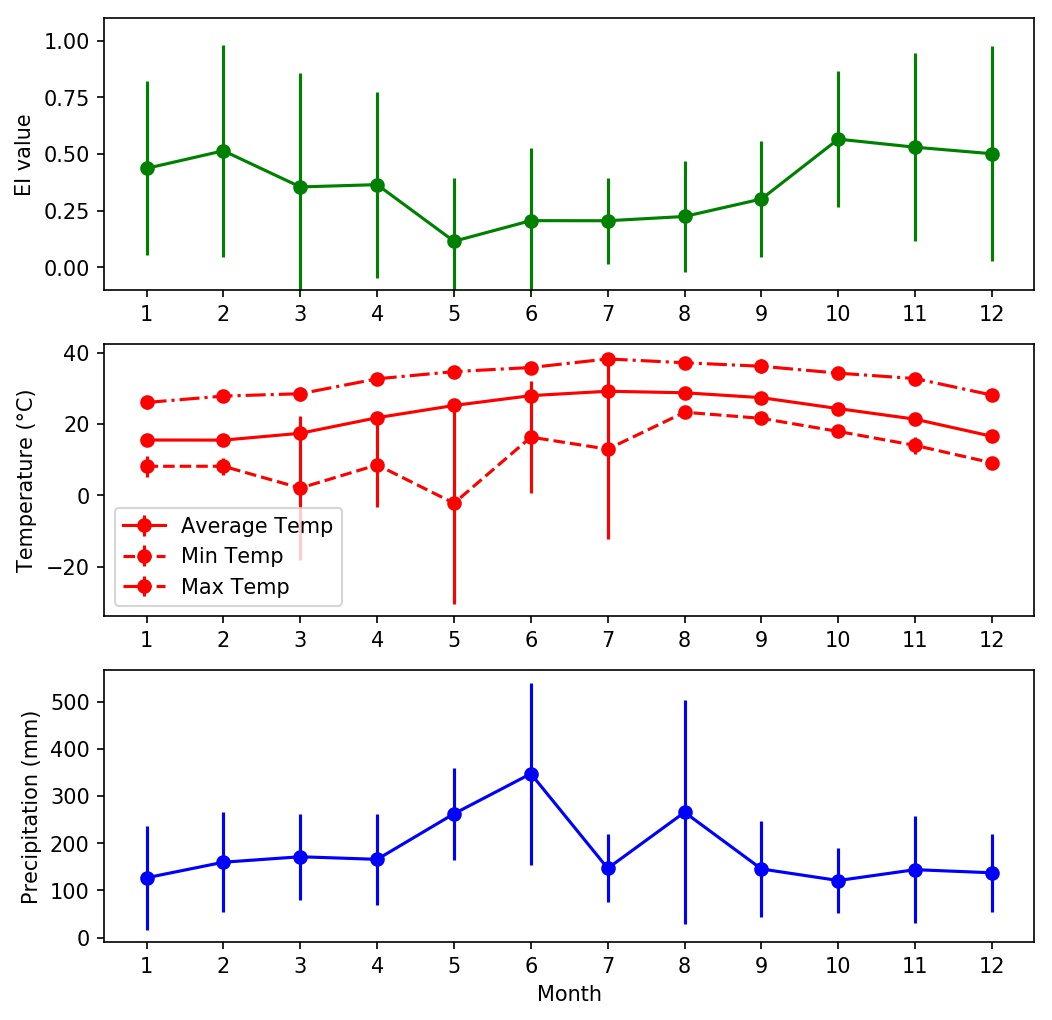 EI value
1.00
0.75
0.50
0.25
0.00
1 2 3 4 5 6 7 8 9 10 11 12
Temperature (°C)
40
20
0
−20
Average Temp
Min Temp
Max Temp
1 2 3 4 5 6 7 8 9 10 11 12
Precipitation (mm)
500
400
300
200
100
0
1 2 3 4 5 6 7 8 9 10 11 12
Month